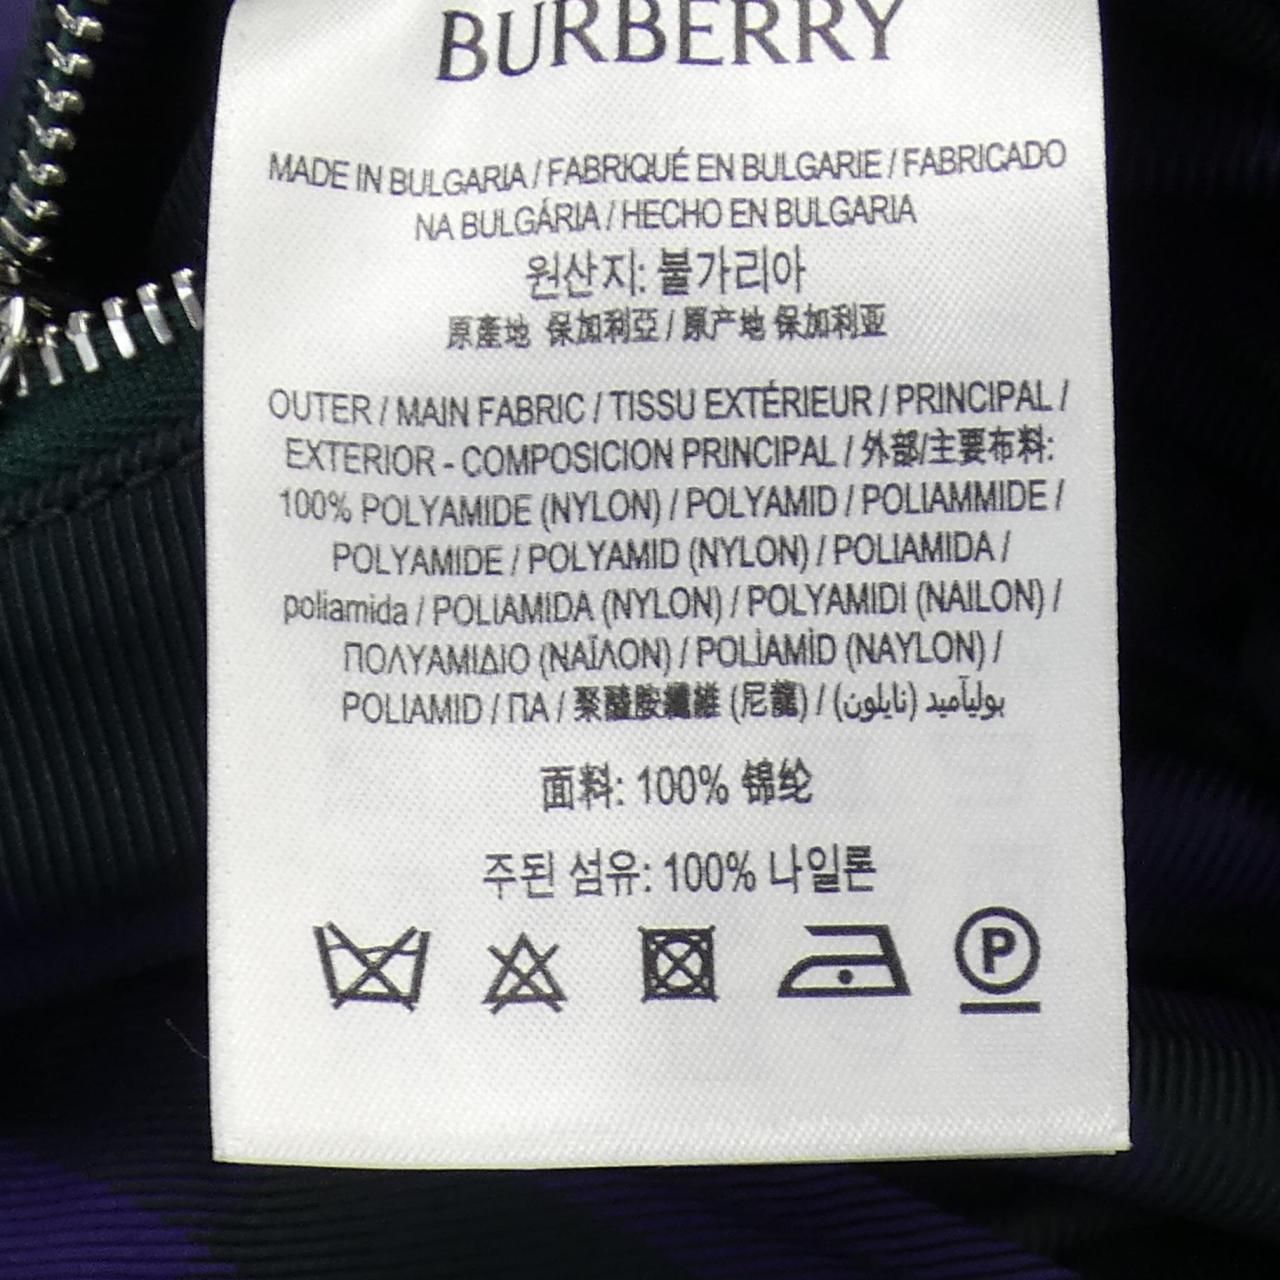 BURBERRY
MADE IN BULGARIA / FABRIQUÉ EN BULGARIE / FABRICADO
NA BULGÁRIA / HECHO EN BULGARIA
원산지: 불가리아
原產地 保加利亞 / 原产地 保加利亚
OUTER / MAIN FABRIC / TISSU EXTÉRIEUR / PRINCIPAL /
EXTERIOR - COMPOSICION PRINCIPAL / 外部/主要布料:
100% POLYAMIDE (NYLON) / POLYAMID / POLIAMMIDE /
POLYAMIDE / POLYAMID (NYLON) / POLIAMIDA /
poliamida / POLIAMIDA (NYLON) / POLYAMIDI (NAILON) /
ΠΟΛΥΑΜΙΔΙΟ (ΝΑΪΛΟΝ) / POLİAMİD (NAYLON) /
POLIAMID / ПА / 聚醯胺纖維 (尼龍) / بولیآمید (نایلون)
面料: 100% 锦纶
주된 섬유: 100% 나일론
P